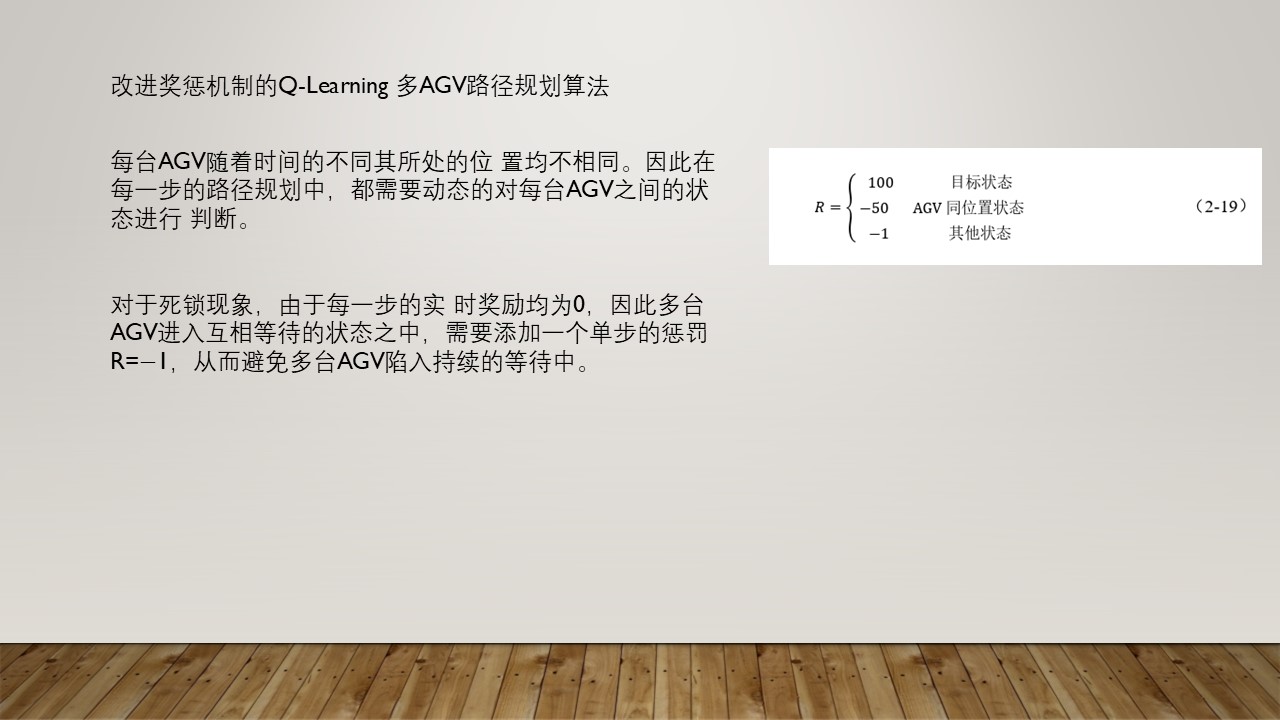 改进奖惩机制的Q-Learning 多AGV路径规划算法
每台AGV随着时间的不同其所处的位 置均不相同。因此在
每一步的路径规划中，都需要动态的对每台AGV之间的状
态进行 判断。
对于死锁现象，由于每一步的实 时奖励均为0，因此多台
AGV进入互相等待的状态之中，需要添加一个单步的惩罚
R=−1，从而避免多台AGV陷入持续的等待中。
100 目标状态
R = { −50 AGV 同位置状态 （2-19）
−1 其他状态